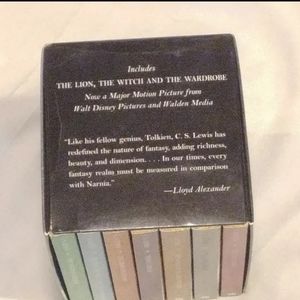 Includes
THE LION, THE WITCH AND THE WARDROBE
Now a Major Motion Picture from
Walt Disney Pictures and Walden Media
“Like his fellow genius, Tolkien, C. S. Lewis has
redefined the nature of fantasy, adding richness,
beauty, and dimension. . . . In our times, every
fantasy realm must be measured in comparison
with Narnia.”
—Lloyd Alexander